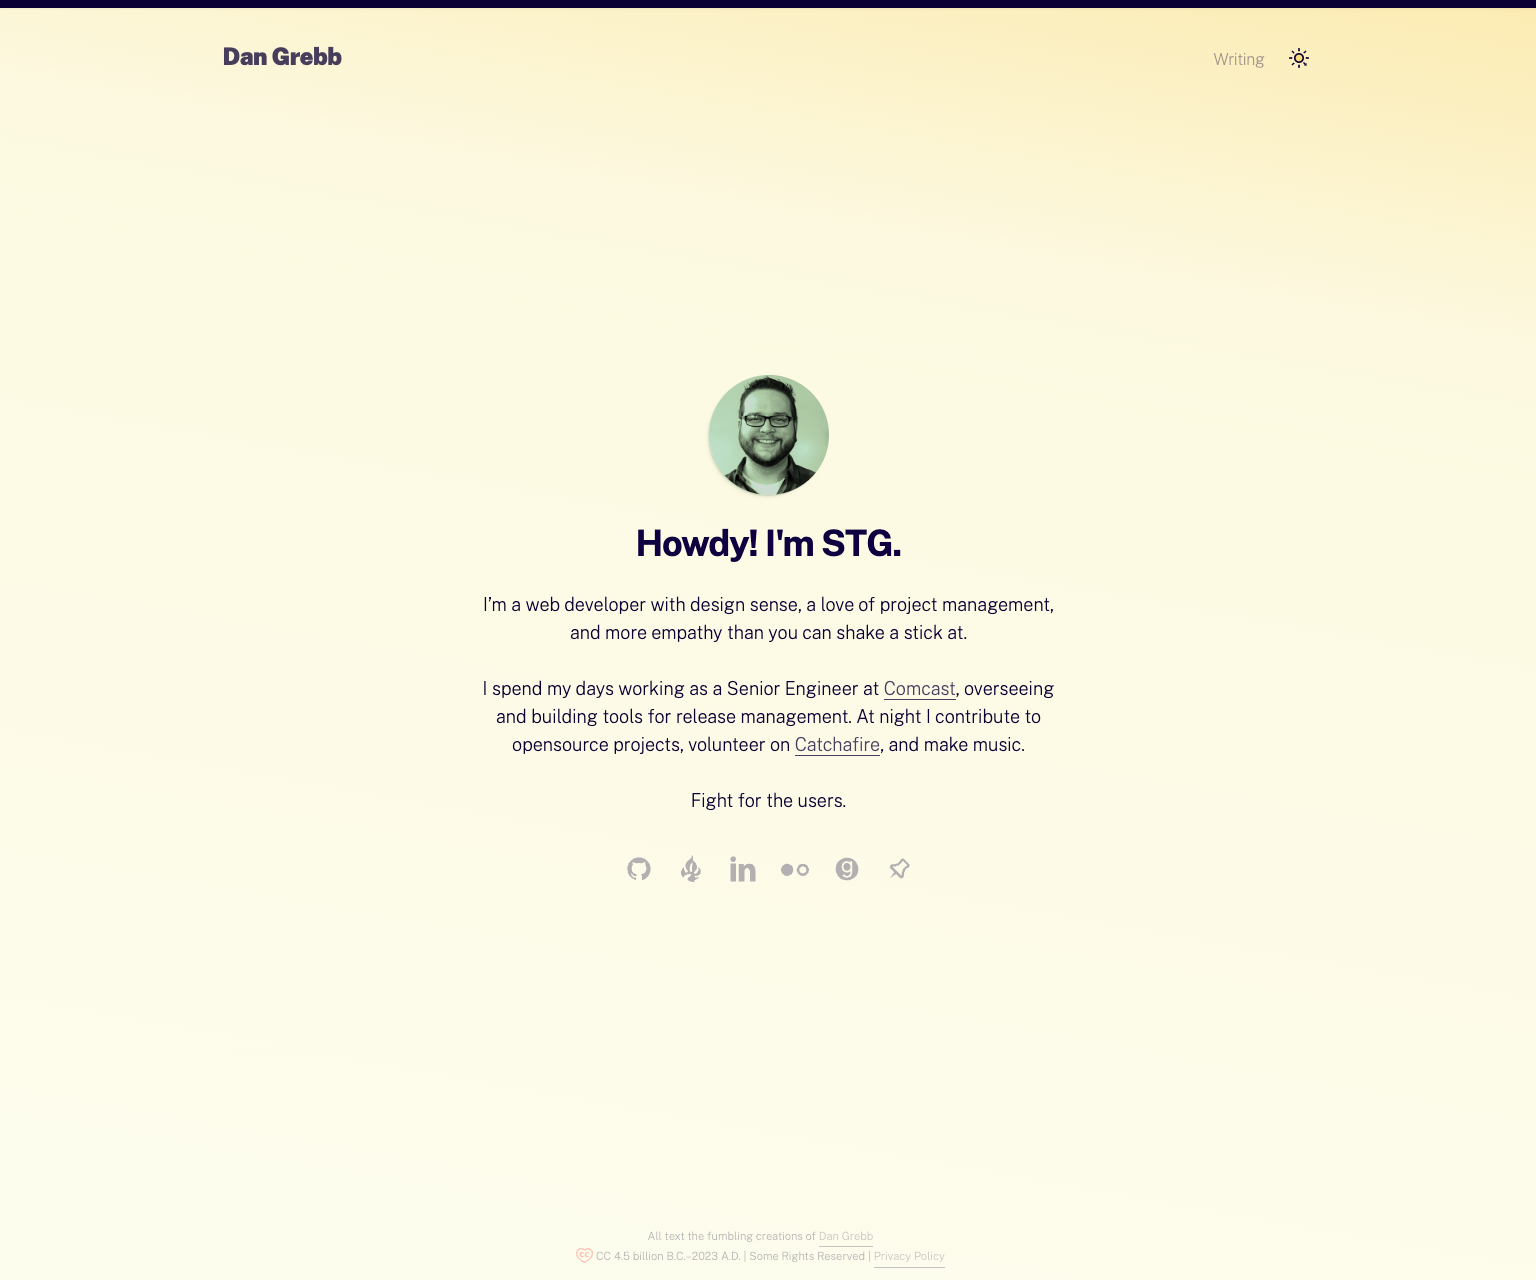 Dan Grebb
Writing
Howdy! I'm STG.
I’m a web developer with design sense, a love of project management,
and more empathy than you can shake a stick at.
I spend my days working as a Senior Engineer at Comcast, overseeing
and building tools for release management. At night I contribute to
opensource projects, volunteer on Catchafire, and make music.
Fight for the users.
All text the fumbling creations of Dan Grebb
CC 4.5 billion B.C.–2023 A.D. | Some Rights Reserved | Privacy Policy